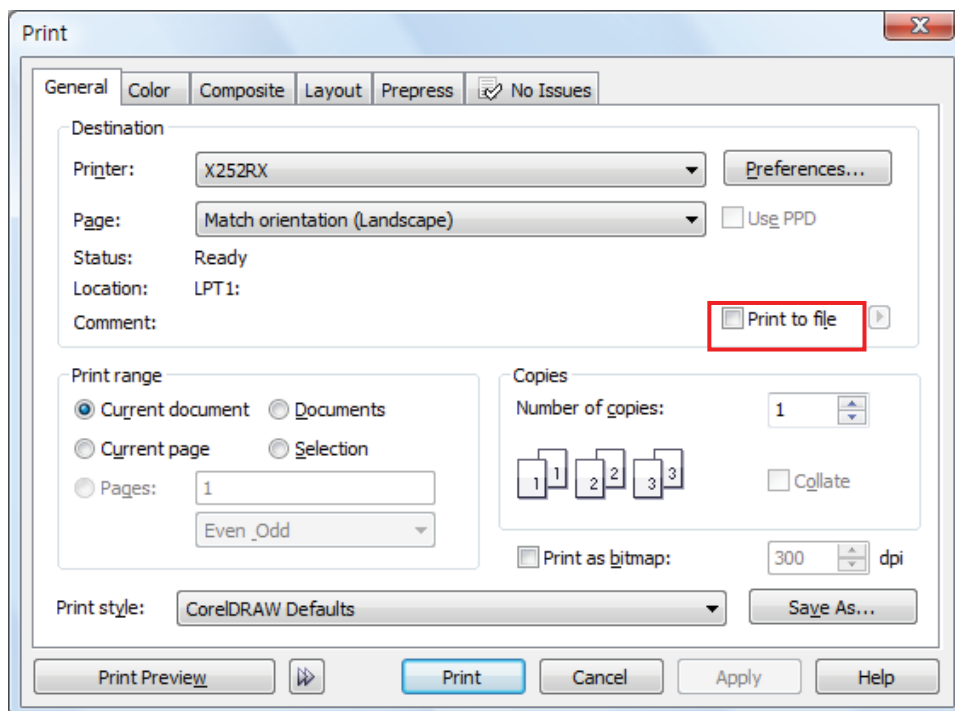 Print
General Color Composite Layout Prepress No Issues
Destination
Printer: X252RX Preferences...
Page: Match orientation (Landscape) Use PPD
Status: Ready
Location: LPT1:
Comment: Print to file
Print range
Current document Documents
Current page Selection
Pages: 1
Even _Odd
Copies
Number of copies: 1
1 1 2 2 3 3 Collate
Print as bitmap: 300 dpi
Print style: CorelDRAW Defaults Save As...
Print Preview Print Cancel Apply Help